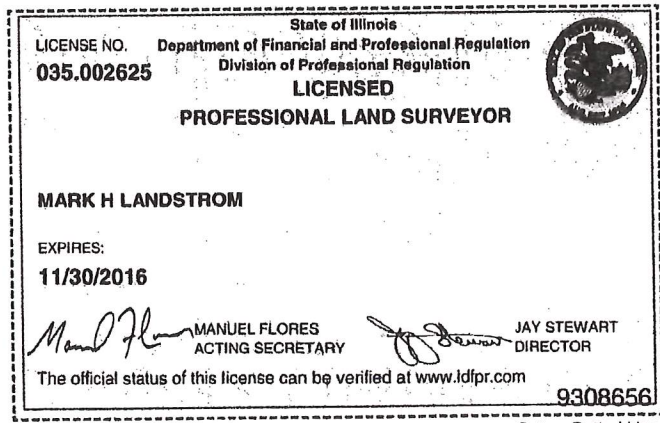 State of Illinois
LICENSE NO. Department of Financial and Professional Regulation
035.002625 Division of Professional Regulation
LICENSED
PROFESSIONAL LAND SURVEYOR
MARK H LANDSTROM
EXPIRES:
11/30/2016
MANUEL FLORES
ACTING SECRETARY
JAY STEWART
DIRECTOR
The official status of this license can be verified at www.idfpr.com
9308656